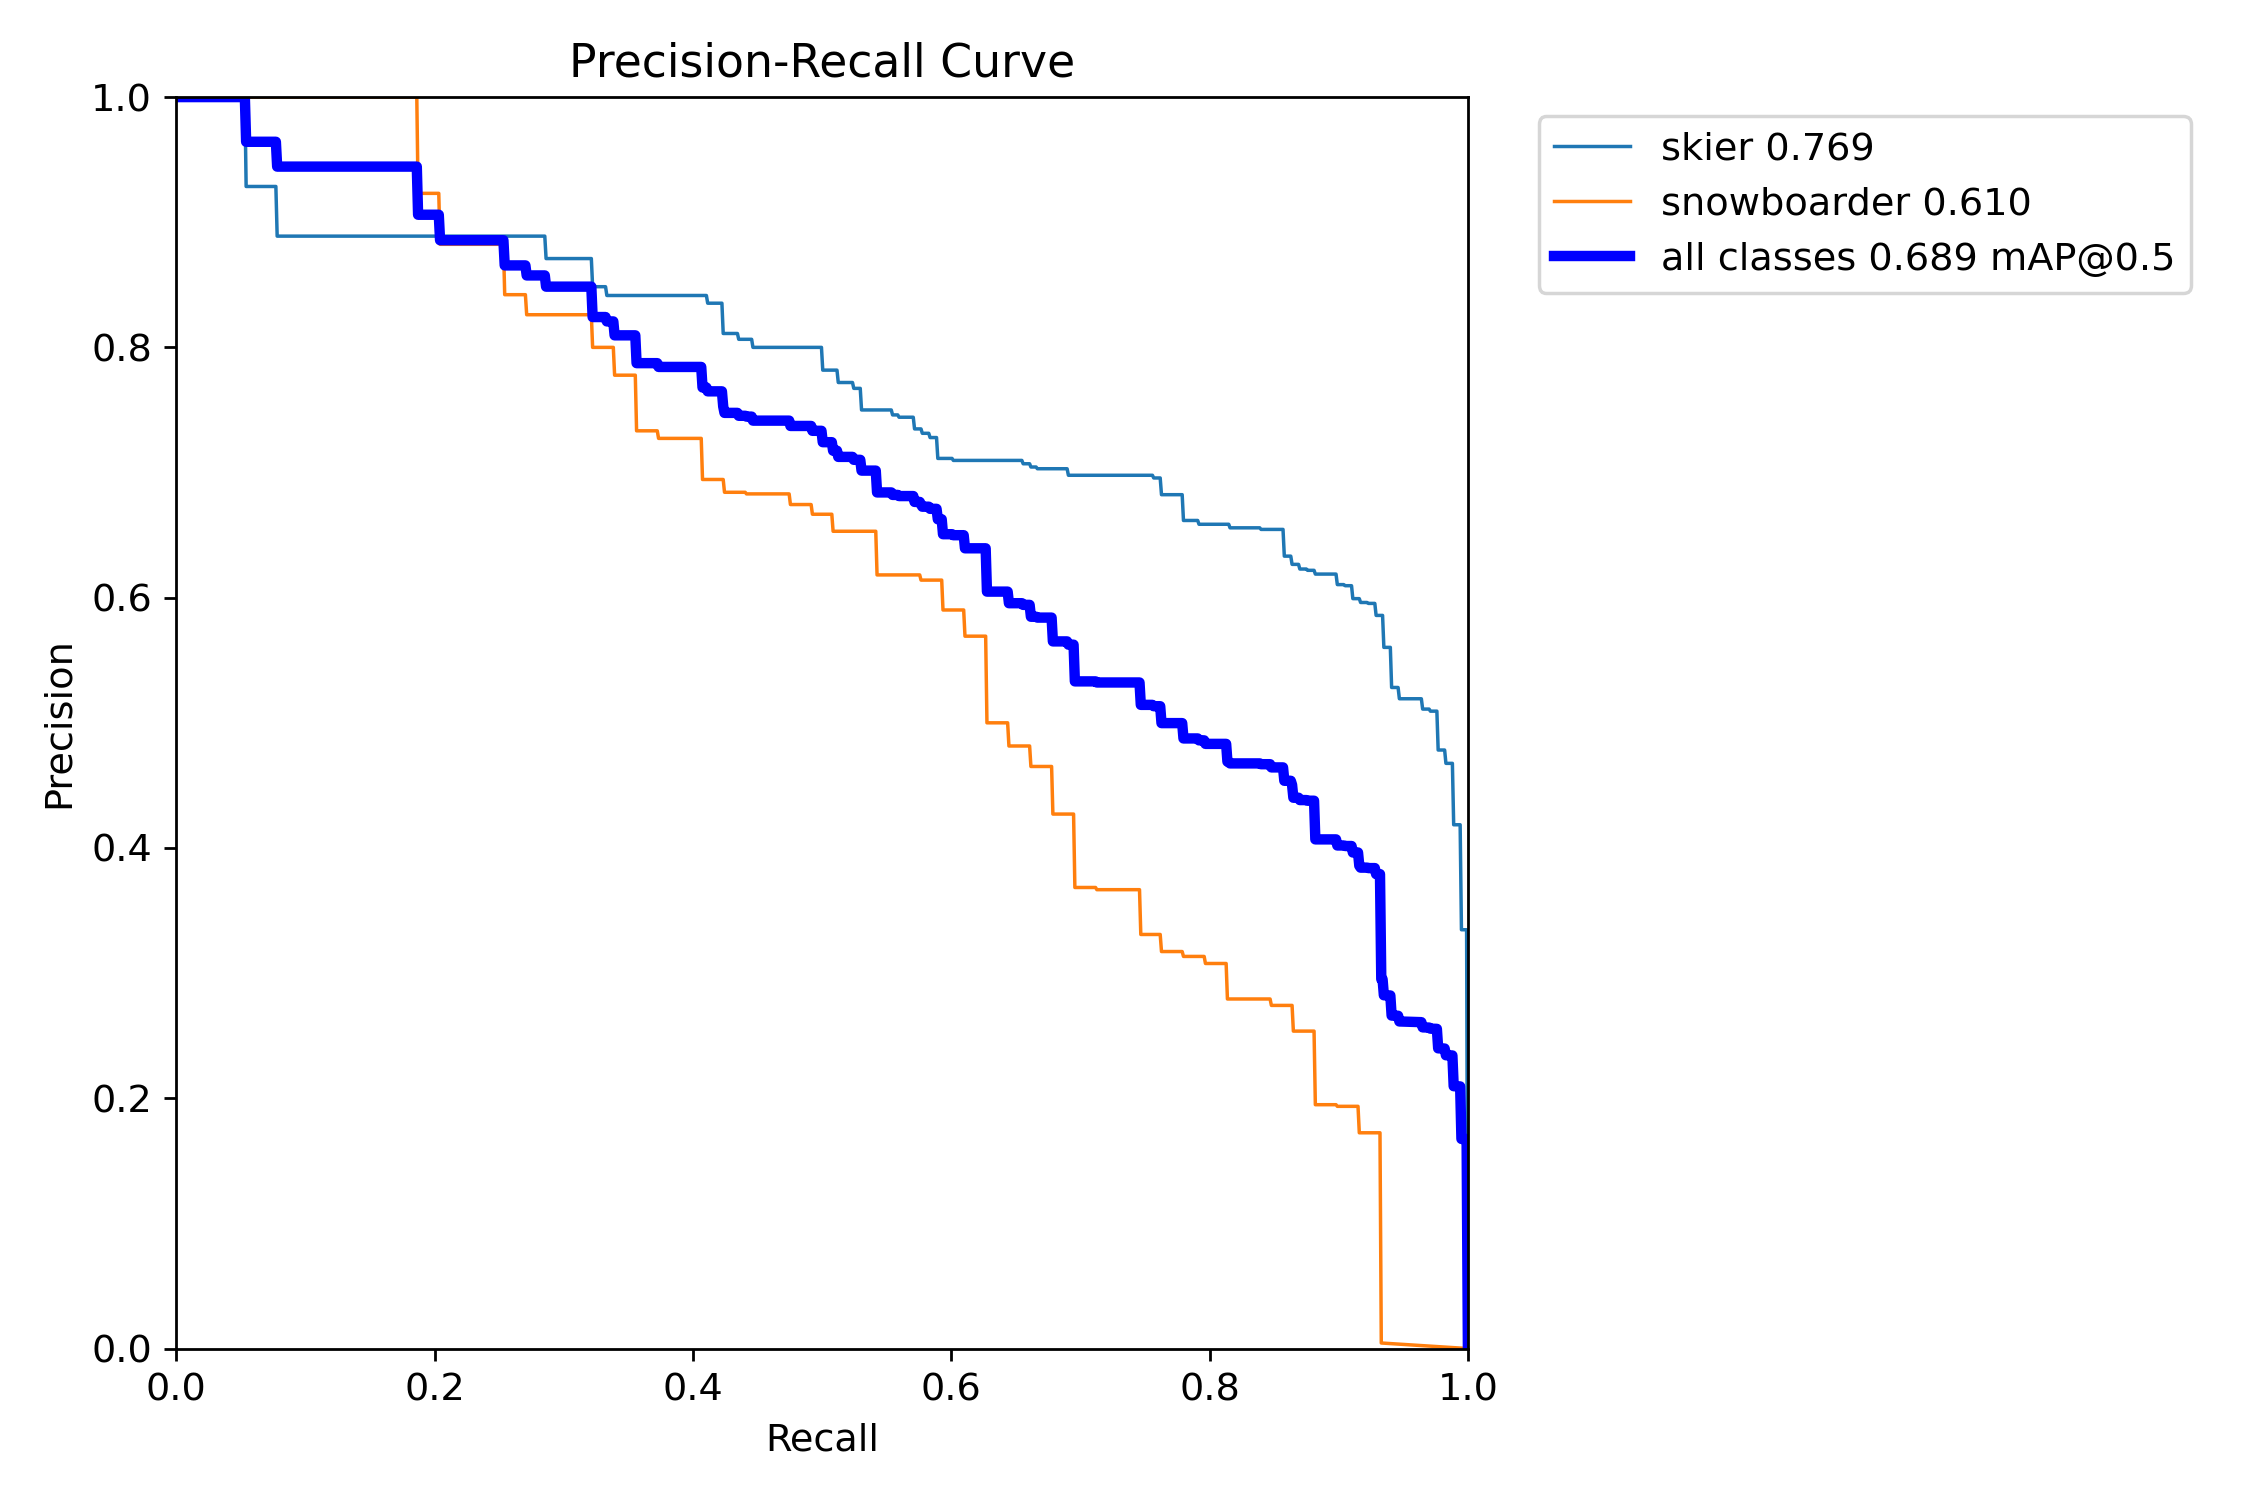 Precision-Recall Curve
1.0
0.8
0.6
0.4
0.2
0.0
Precision
0.0 0.2 0.4 0.6 0.8 1.0
Recall
skier 0.769
snowboarder 0.610
all classes 0.689 mAP@0.5